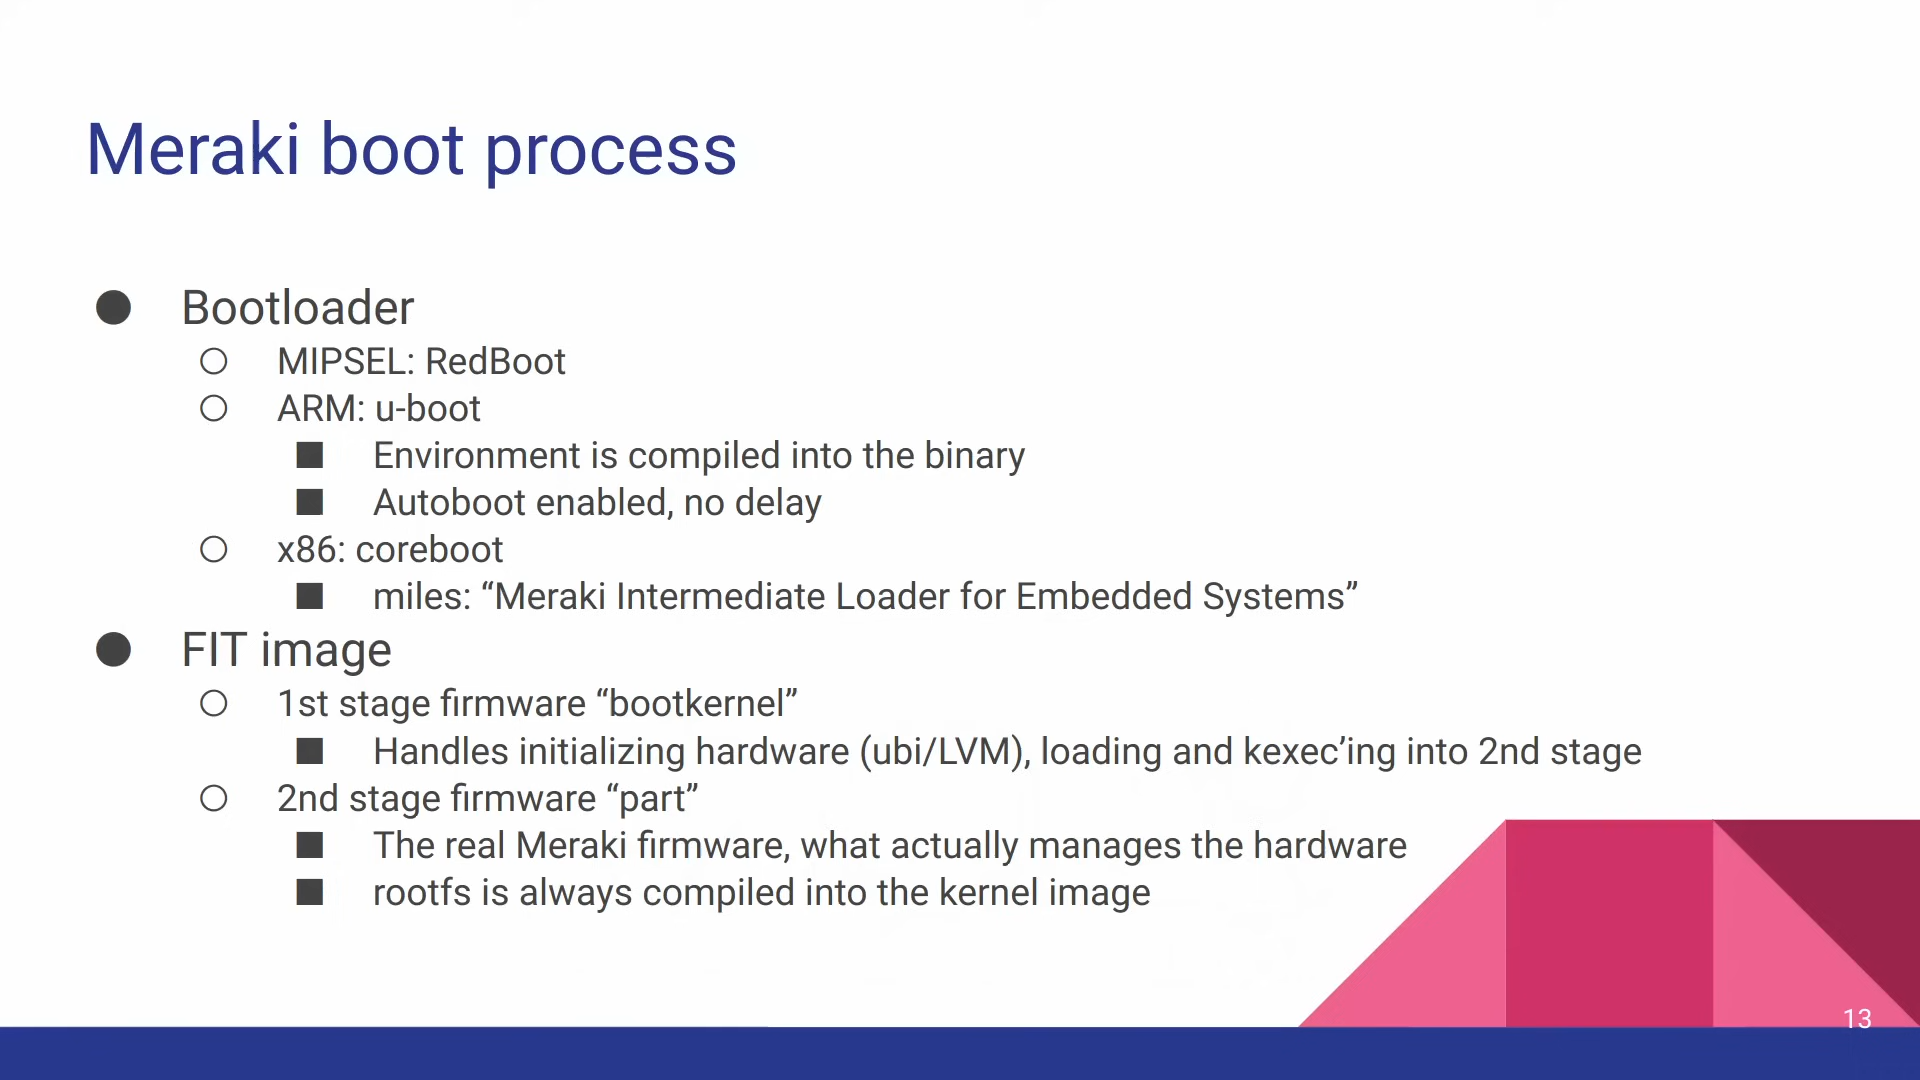 Meraki boot process
● Bootloader
○ MIPSEL: RedBoot
○ ARM: u-boot
■ Environment is compiled into the binary
■ Autoboot enabled, no delay
○ x86: coreboot
■ miles: “Meraki Intermediate Loader for Embedded Systems”
● FIT image
○ 1st stage firmware “bootkernel”
■ Handles initializing hardware (ubi/LVM), loading and kexec’ing into 2nd stage
○ 2nd stage firmware “part”
■ The real Meraki firmware, what actually manages the hardware
■ rootfs is always compiled into the kernel image
13